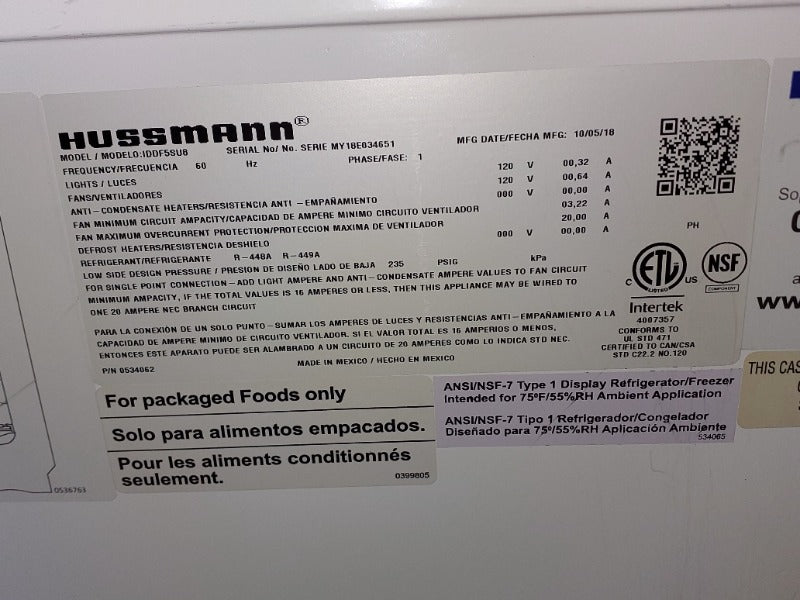 HUSSMANN®
MODEL / MODELO:IDDF5SU8 SERIAL No/ No. SERIE MY18E034651 MFG DATE/FECHA MFG: 10/05/18
FREQUENCY/FRECUENCIA 60 Hz PHASE/FASE: 1
LIGHTS / LUCES 120 V 00,32 A
FANS/VENTILADORES 120 V 00,64 A
ANTI-CONDENSATE HEATERS/RESISTENCIA ANTI - EMPAÑAMIENTO 000 V 00,00 A
FAN MINIMUM CIRCUIT AMPACITY/CAPACIDAD DE AMPERE MINIMO CIRCUITO VENTILADOR 03,22 A
FAN MAXIMUM OVERCURRENT PROTECTION/PROTECCION MAXIMA DE VENTILADOR 20,00 A
DEFROST HEATERS/RESISTENCIA DESHIELO 000 V 00,00 A
REFRIGERANT/REFRIGERANTE R-448A R-449A PH
LOW SIDE DESIGN PRESSURE / PRESION DE DISEÑO LADO DE BAJA 235 PSIG kPa
FOR SINGLE POINT CONNECTION-ADD LIGHT AMPERE AND ANTI-CONDENSATE AMPERE VALUES TO FAN CIRCUIT
MINIMUM AMPACITY, IF THE TOTAL VALUES IS 16 AMPERES OR LESS, THEN THIS APPLIANCE MAY BE WIRED TO
ONE 20 AMPERE NEC BRANCH CIRCUIT
PARA LA CONEXIÓN DE UN SOLO PUNTO-SUMAR LOS AMPERES DE LUCES Y RESISTENCIAS ANTI-EMPAÑAMIENTO A LA
CAPACIDAD DE AMPERE MINIMO DE CIRCUITO VENTILADOR. SI EL VALOR TOTAL ES 16 AMPERIOS O MENOS,
ENTONCES ESTE APARATO PUEDE SER ALAMBRADO A UN CIRCUITO DE 20 AMPERES COMO LO INDICA STD NEC.
P/N 0534062 MADE IN MEXICO / HECHO EN MEXICO
C ETL US
LISTED
NSF
COMPONENT
Intertek
4007357
CONFORMS TO
UL STD 471
CERTIFIED TO CAN/CSA
STD C22.2 NO.120
For packaged Foods only
Solo para alimentos empacados.
Pour les aliments conditionnés
seulement.
0399805
ANSI/NSF-7 Type 1 Display Refrigerator/Freezer
Intended for 75°F/55%RH Ambient Application
ANSI/NSF-7 Tipo 1 Refrigerador/Congelador
Diseñado para 75°/55%RH Aplicación Ambiente
534065
0536763
So
www
THIS CAS